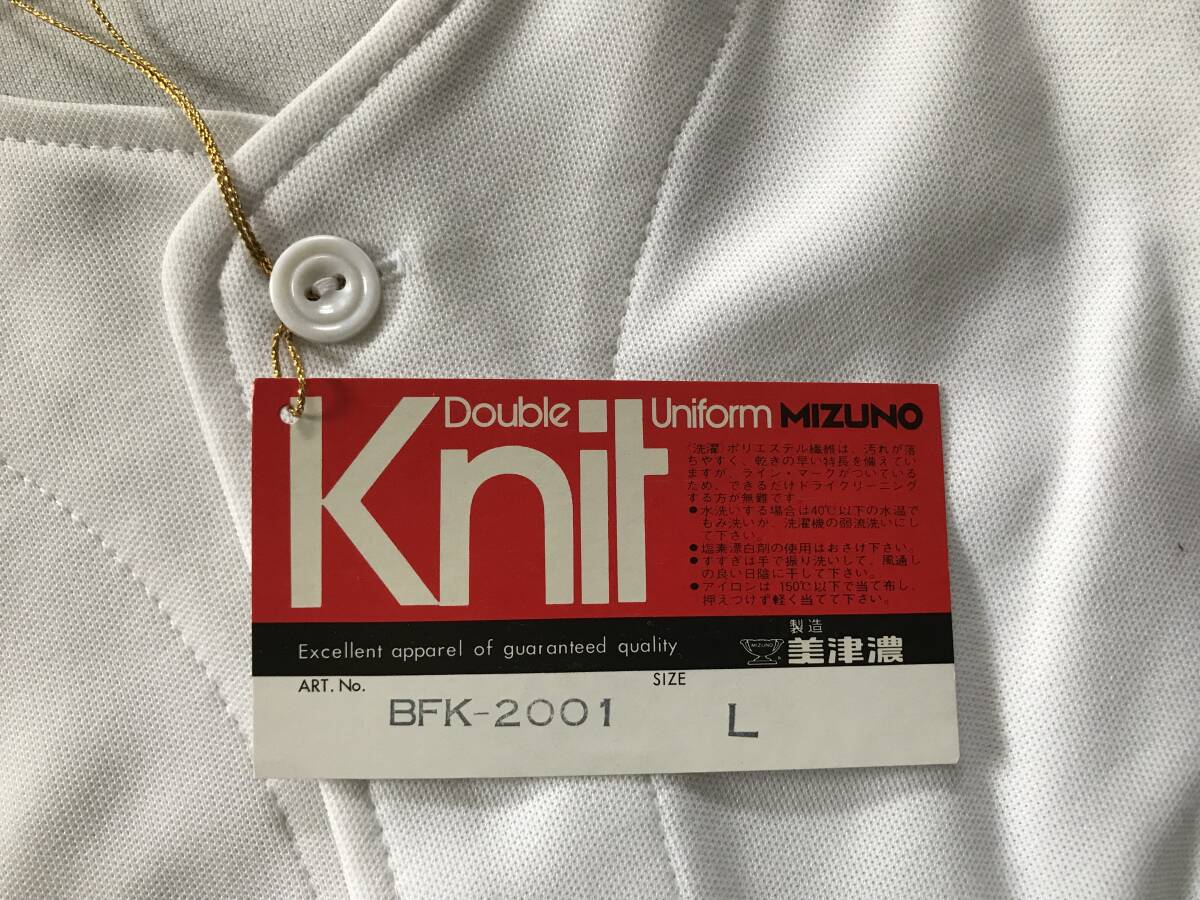 Double Knit Uniform MIZUNO
〈洗濯〉ポリエステル繊維は、汚れが落
ちやすく、乾きの早い特長を備えてい
ますが、ライン・マークがついている
ため、できるだけドライクリーニング
する方が無難です。
●水洗いする場合は40℃以下の水温で
もみ洗いか、洗濯機の弱流洗いにし
て下さい。
●塩素漂白剤の使用はおさけ下さい。
●すすぎは手で振り洗いして、風通し
の良い日陰に干して下さい。
●アイロンは150℃以下で当て布し、
押えつけず軽く当てて下さい。
Excellent apparel of guaranteed quality
MIZUNO
製造
美津濃
ART. No.
SIZE
BFK-2001
L